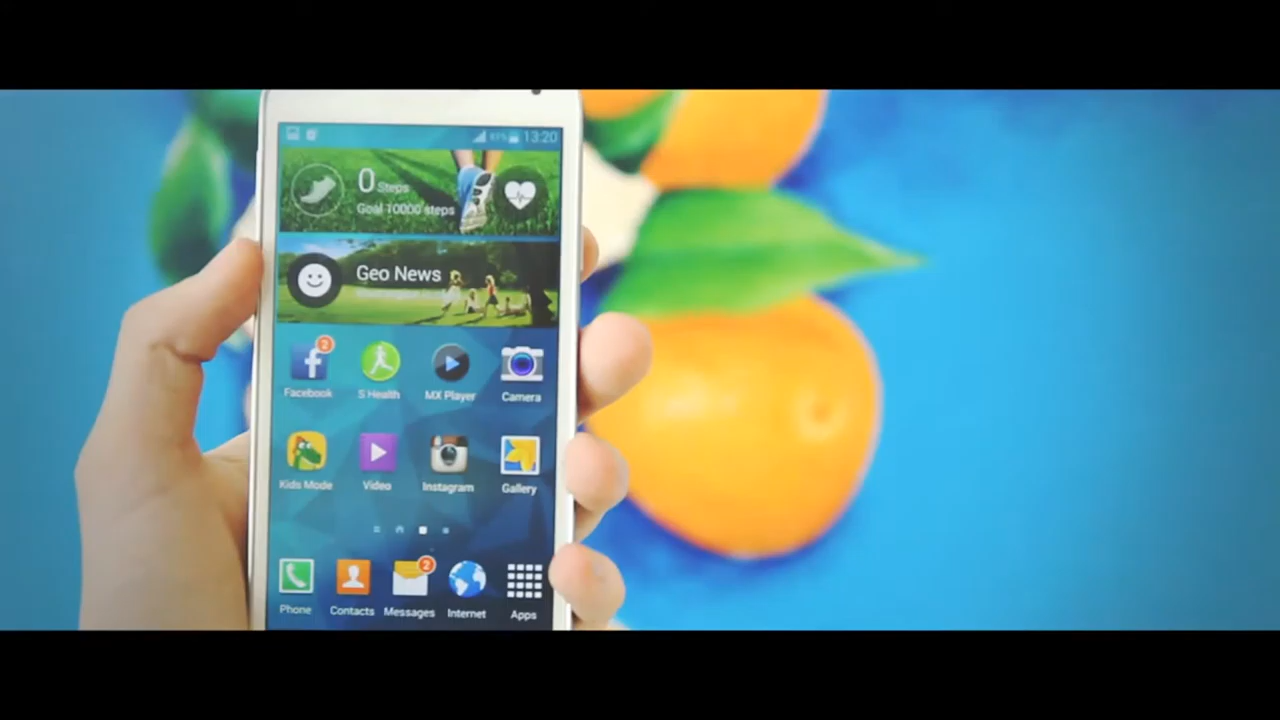 13:20
0 Steps
Goal 10000 steps
Geo News
2
Facebook
S Health
MX Player
Camera
Kids Mode
Video
Instagram
Gallery
2
Phone
Contacts
Messages
Internet
Apps